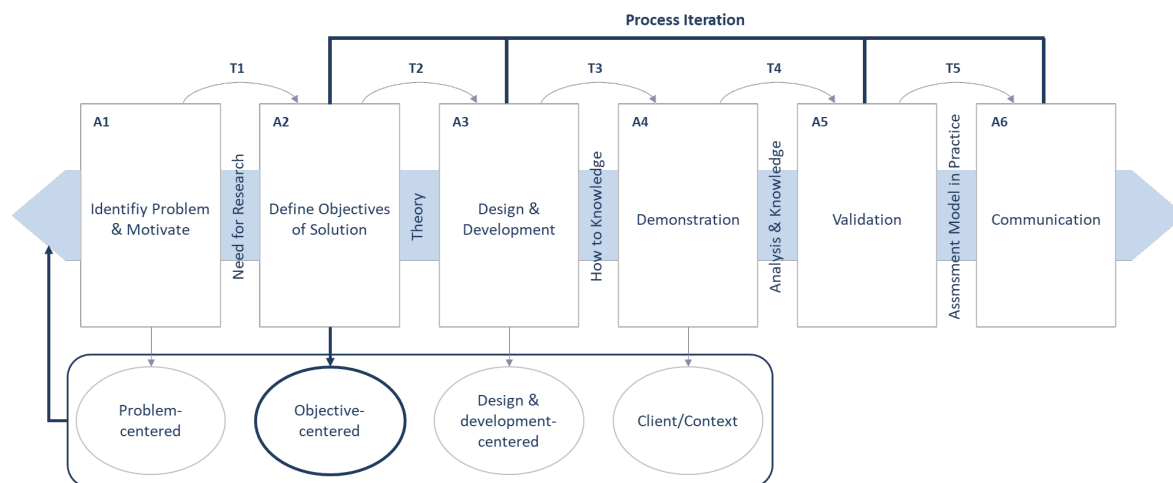 Process Iteration
T1
T2
T3
T4
T5
A1
A2
A3
A4
A5
A6
Identifiy Problem
& Motivate
Need for Research
Define Objectives
of Solution
Theory
Design &
Development
How to Knowledge
Demonstration
Analysis & Knowledge
Validation
Assmsment Model in Practice
Communication
Problem-
centered
Objective-
centered
Design &
development-
centered
Client/Context